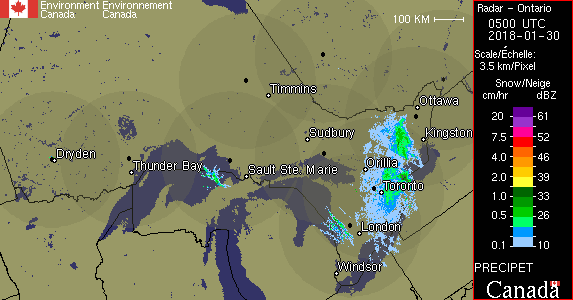 Environment Environnement
Canada Canada
100 KM
Timmins
Ottawa
Sudbury
Kingston
Dryden
Thunder Bay
Sault Ste. Marie
Orillia
Toronto
London
Windsor
Radar - Ontario
0500 UTC
2018-01-30
Scale/Échelle:
3.5 km/Pixel
Snow/Neige
cm/hr dBZ
20 61
7.5 52
4.0 46
2.0 39
1.0 33
0.5 26
0.1 10
PRECIPET
Canada